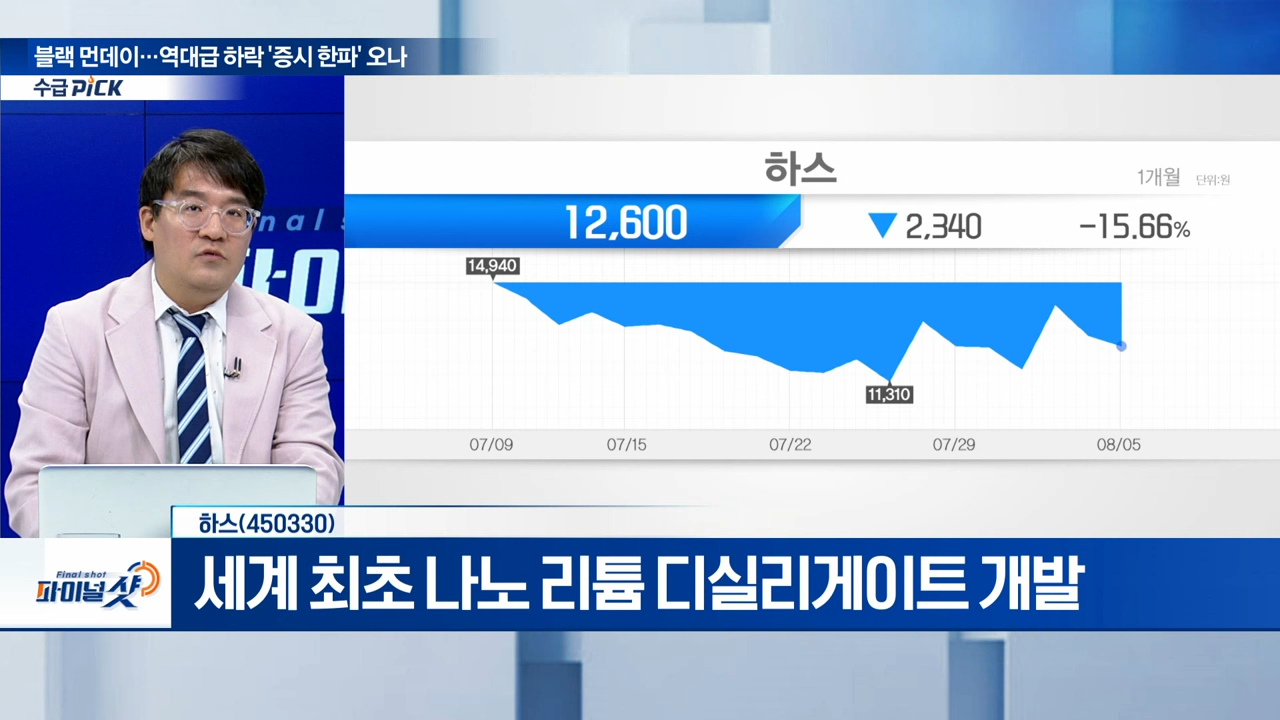 블랙 먼데이…역대급 하락 '증시 한파' 오나
수급 PiCK
하스
1개월 단위:원
12,600 ▼ 2,340 -15.66%
14,940
11,310
07/09 07/15 07/22 07/29 08/05
하스(450330)
Final shot
파이널샷
세계 최초 나노 리튬 디실리게이트 개발